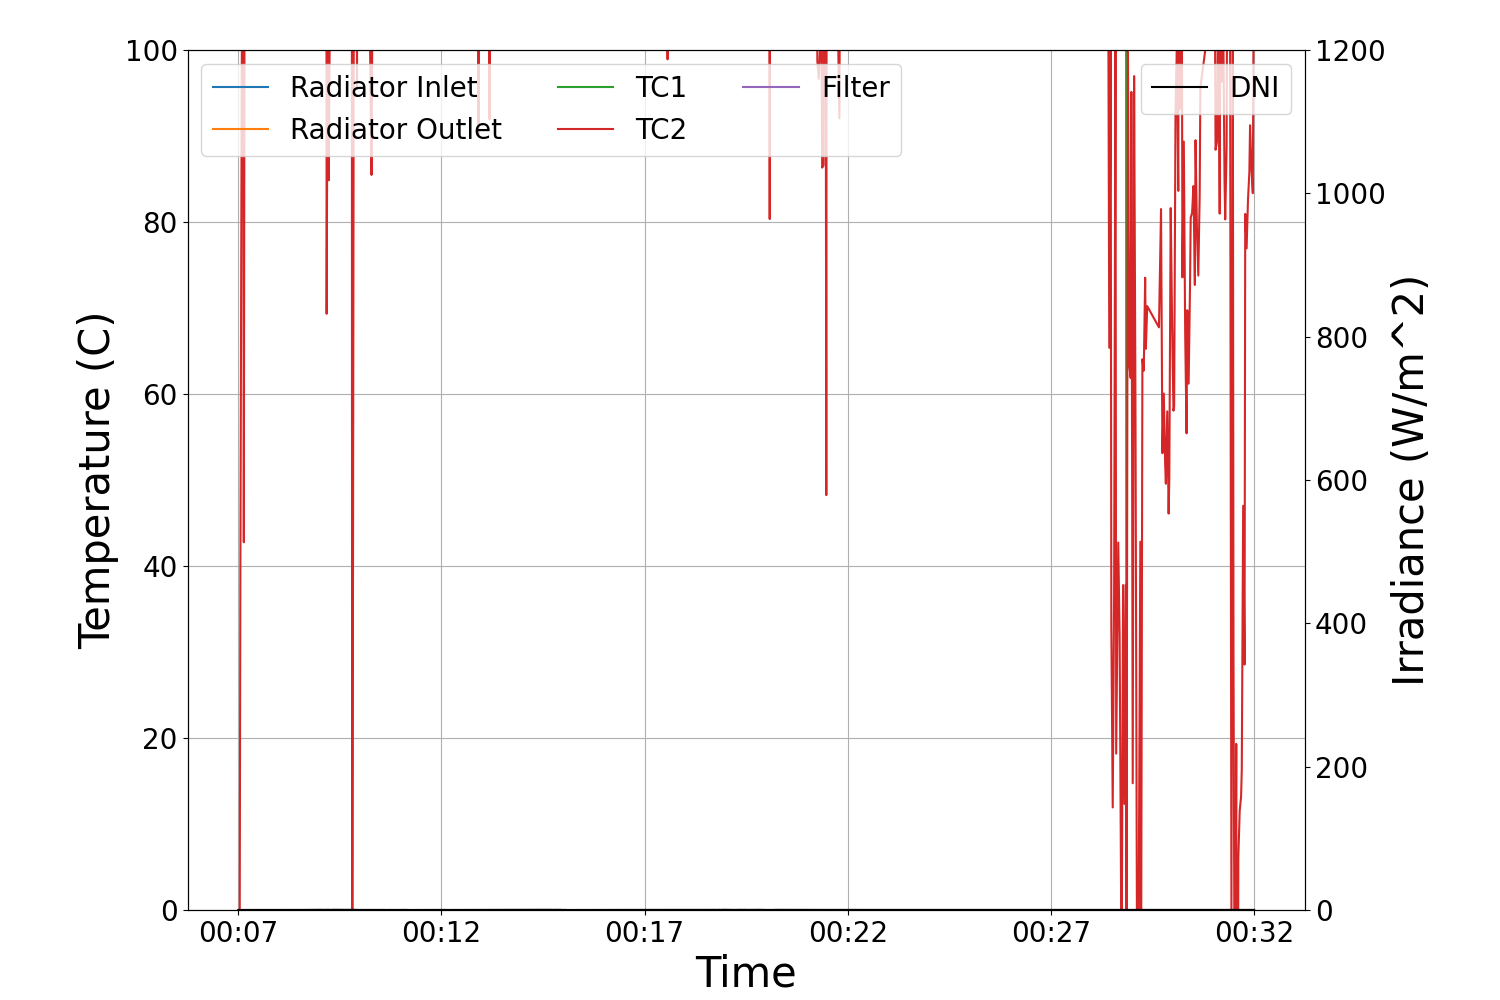 100
80
60
40
20
0
Temperature (C)
Radiator Inlet
Radiator Outlet
TC1
TC2
Filter
DNI
1200
1000
800
600
400
200
0
Irradiance (W/m^2)
00:07 00:12 00:17 00:22 00:27 00:32
Time